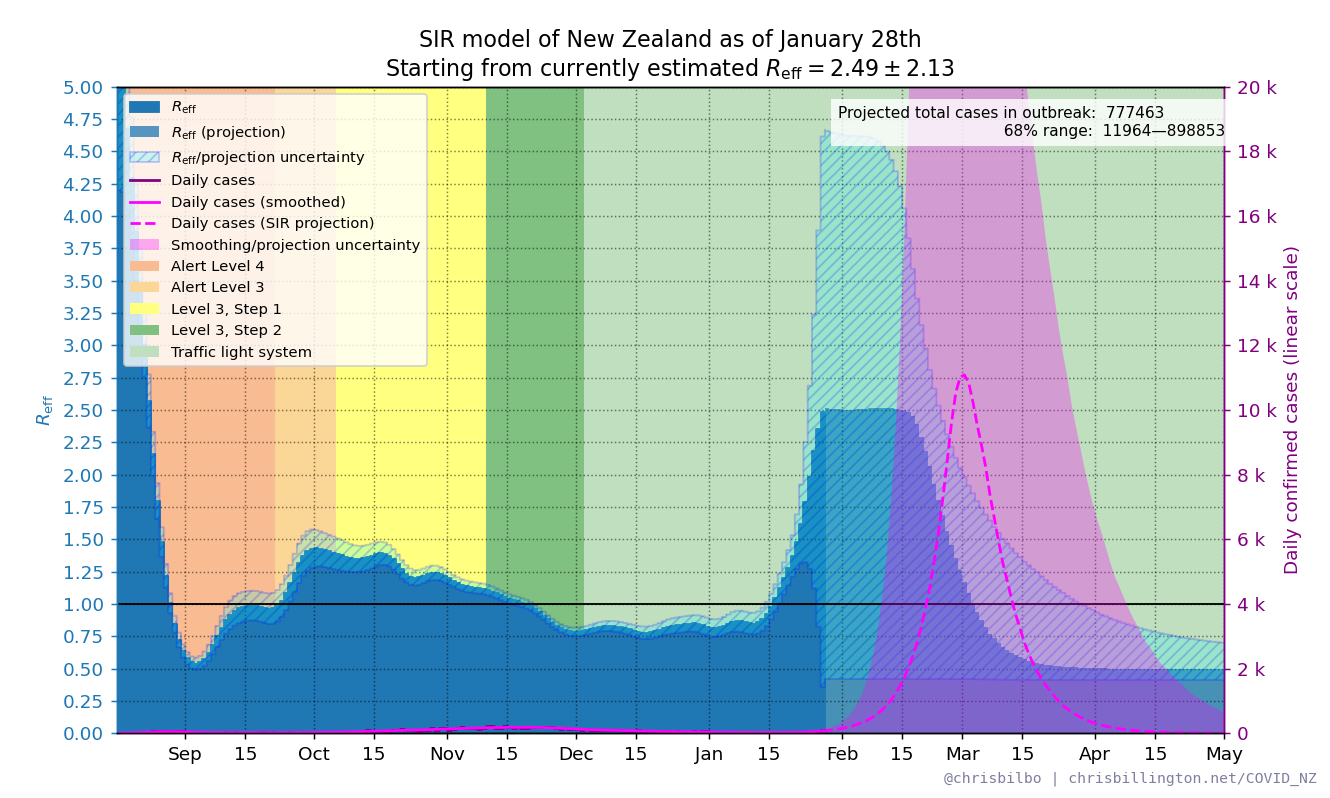 SIR model of New Zealand as of January 28th
Starting from currently estimated R_eff = 2.49 ± 2.13
Projected total cases in outbreak: 777463
68% range: 11964—898853
R_eff
R_eff (projection)
R_eff/projection uncertainty
Daily cases
Daily cases (smoothed)
Daily cases (SIR projection)
Smoothing/projection uncertainty
Alert Level 4
Alert Level 3
Level 3, Step 1
Level 3, Step 2
Traffic light system
R_eff
5.00
4.75
4.50
4.25
4.00
3.75
3.50
3.25
3.00
2.75
2.50
2.25
2.00
1.75
1.50
1.25
1.00
0.75
0.50
0.25
0.00
20 k
18 k
16 k
14 k
12 k
10 k
8 k
6 k
4 k
2 k
0
Daily confirmed cases (linear scale)
Sep 15 Oct 15 Nov 15 Dec 15 Jan 15 Feb 15 Mar 15 Apr 15 May
@chrisbilbo | chrisbillington.net/COVID_NZ